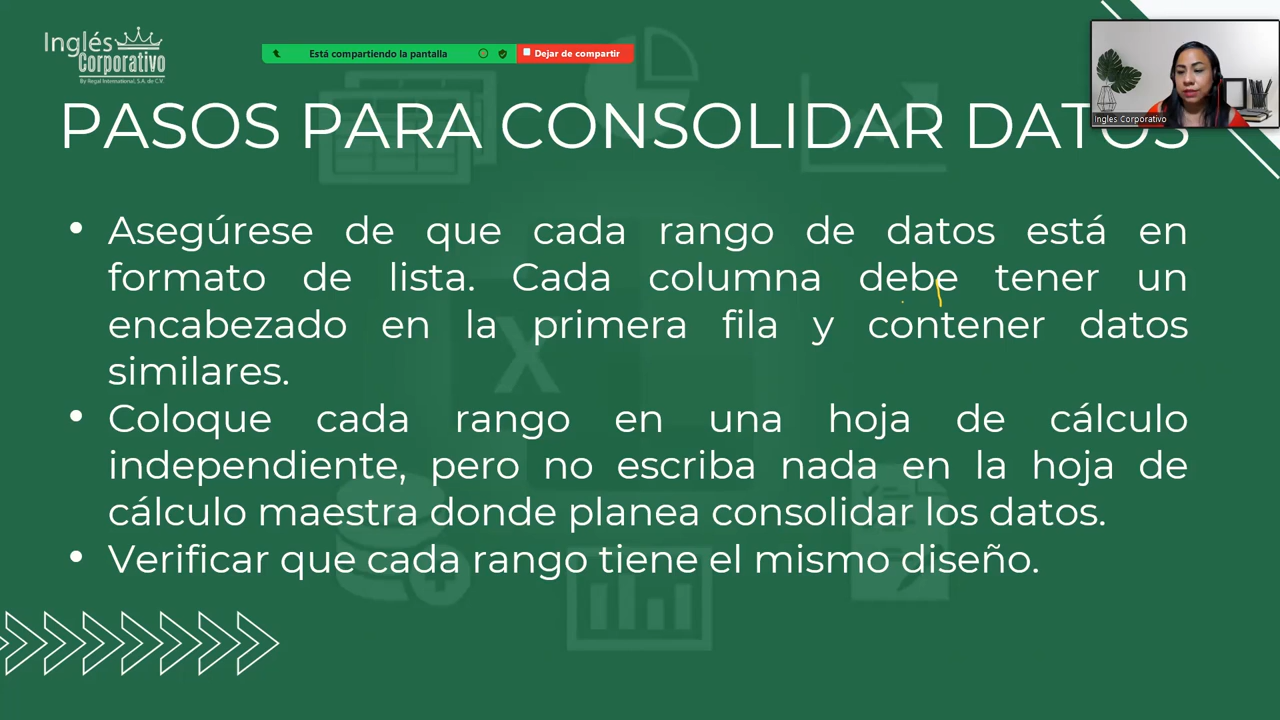 Inglés
Corporativo
By Regal International, S.A. de C.V.
Está compartiendo la pantalla
Dejar de compartir
Ingles Corporativo
PASOS PARA CONSOLIDAR DATOS
• Asegúrese de que cada rango de datos está en
formato de lista. Cada columna debe tener un
encabezado en la primera fila y contener datos
similares.
• Coloque cada rango en una hoja de cálculo
independiente, pero no escriba nada en la hoja de
cálculo maestra donde planea consolidar los datos.
• Verificar que cada rango tiene el mismo diseño.